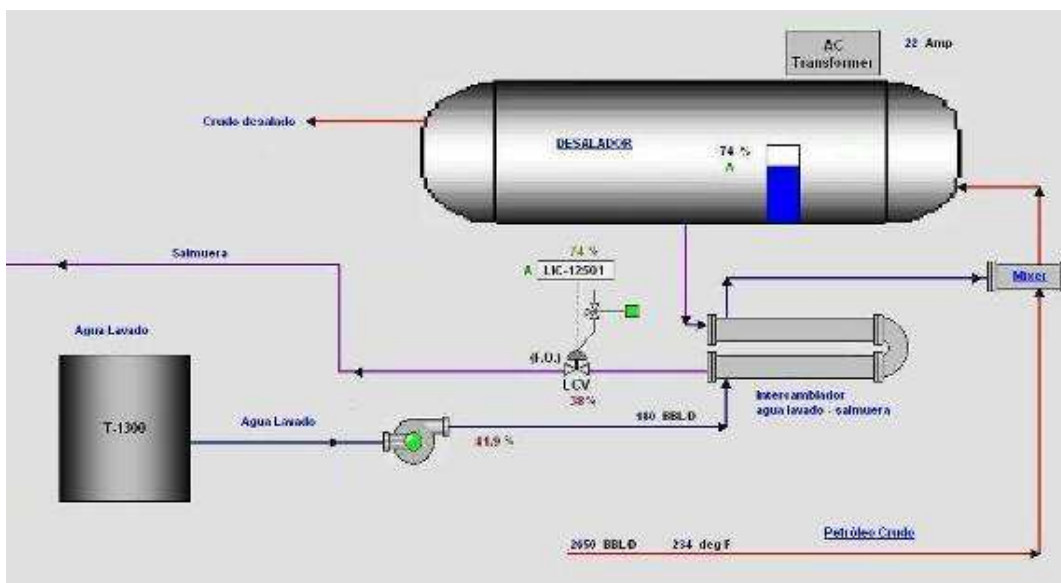 AC
Transformer
22 Amp
Crudo desalado
DESALADOR
74 %
A
Salmuera
74 %
A
LIC-12501
Mixer
Agua Lavado
(F.O.)
LCV
38%
Intercambiador
agua lavado - salmuera
T-1300
Agua Lavado
41.9 %
180 BBL/D
Petróleo Crudo
2650 BBL/D
234 deg F